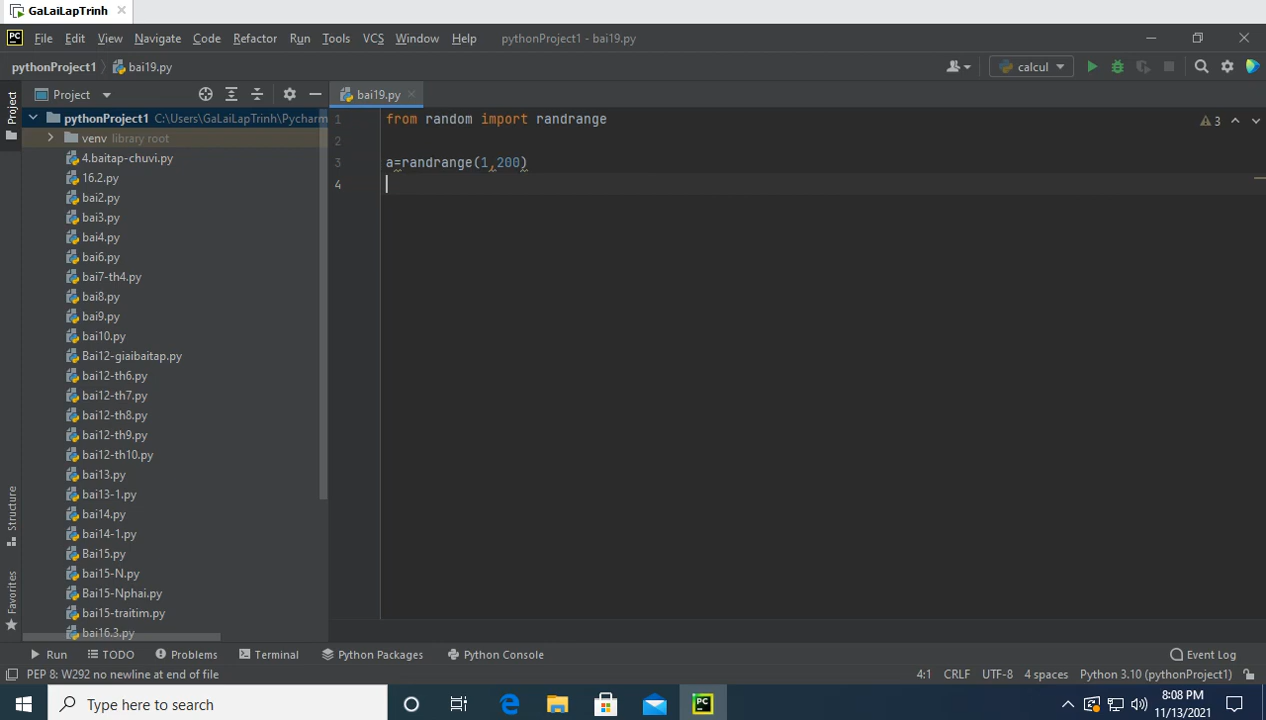 GaLaiLapTrinh
PC File Edit View Navigate Code Refactor Run Tools VCS Window Help pythonProject1 - bai19.py
pythonProject1 bai19.py calcul
Project bai19.py
Project
pythonProject1 C:\Users\GaLaiLapTrinh\Pycharm
venv library root
4.baitap-chuvi.py
16.2.py
bai2.py
bai3.py
bai4.py
bai6.py
bai7-th4.py
bai8.py
bai9.py
bai10.py
Bai12-giaibaitap.py
bai12-th6.py
bai12-th7.py
bai12-th8.py
bai12-th9.py
bai12-th10.py
bai13.py
bai13-1.py
bai14.py
bai14-1.py
Bai15.py
bai15-N.py
Bai15-Nphai.py
bai15-traitim.py
bai16.3.py
Structure
Favorites
1 from random import randrange
2
3 a=randrange(1,200)
4
3
Run TODO Problems Terminal Python Packages Python Console Event Log
PEP 8: W292 no newline at end of file 4:1 CRLF UTF-8 4 spaces Python 3.10 (pythonProject1)
Type here to search PC 8:08 PM
11/13/2021